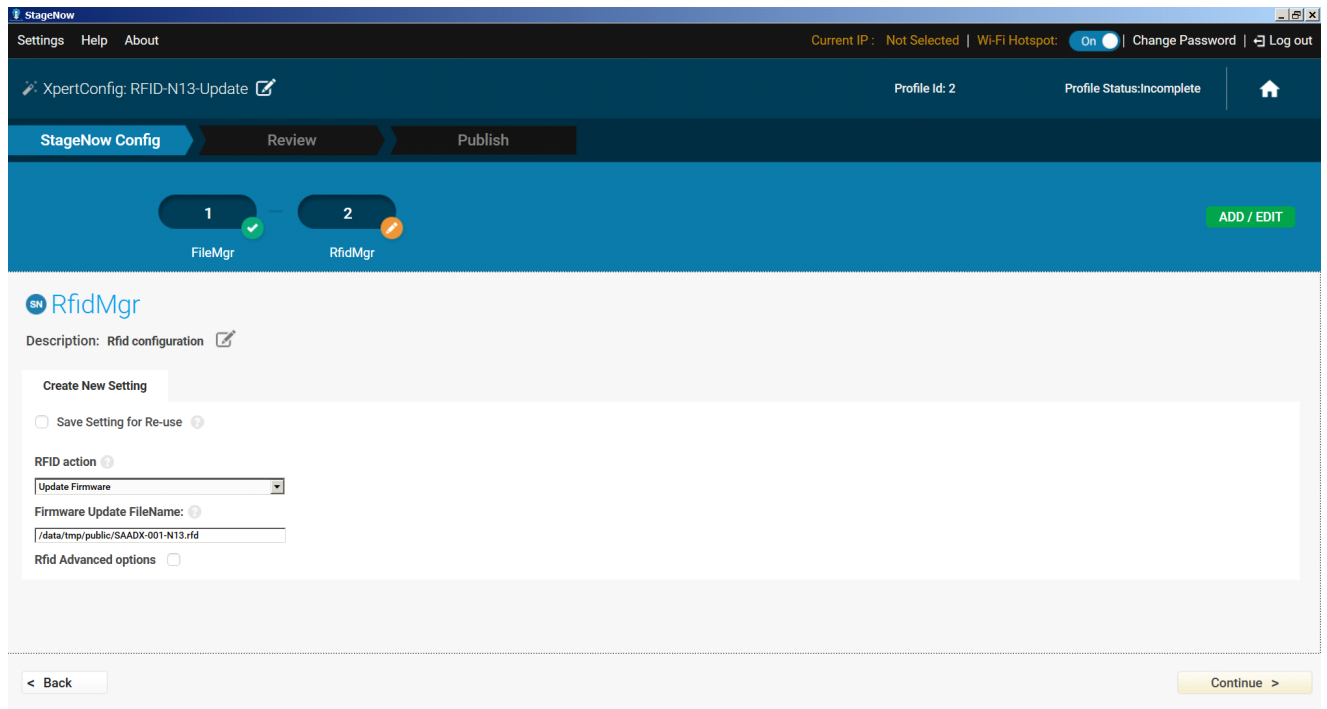 StageNow
Settings Help About Current IP : Not Selected | Wi-Fi Hotspot: On | Change Password | Log out
XpertConfig: RFID-N13-Update Profile Id: 2 Profile Status:Incomplete
StageNow Config Review Publish
1 2 ADD / EDIT
FileMgr RfidMgr
SN RfidMgr
Description: Rfid configuration
Create New Setting
Save Setting for Re-use ?
RFID action ?
Update Firmware
Firmware Update FileName: ?
/data/tmp/public/SAADX-001-N13.rfd
Rfid Advanced options
< Back Continue >